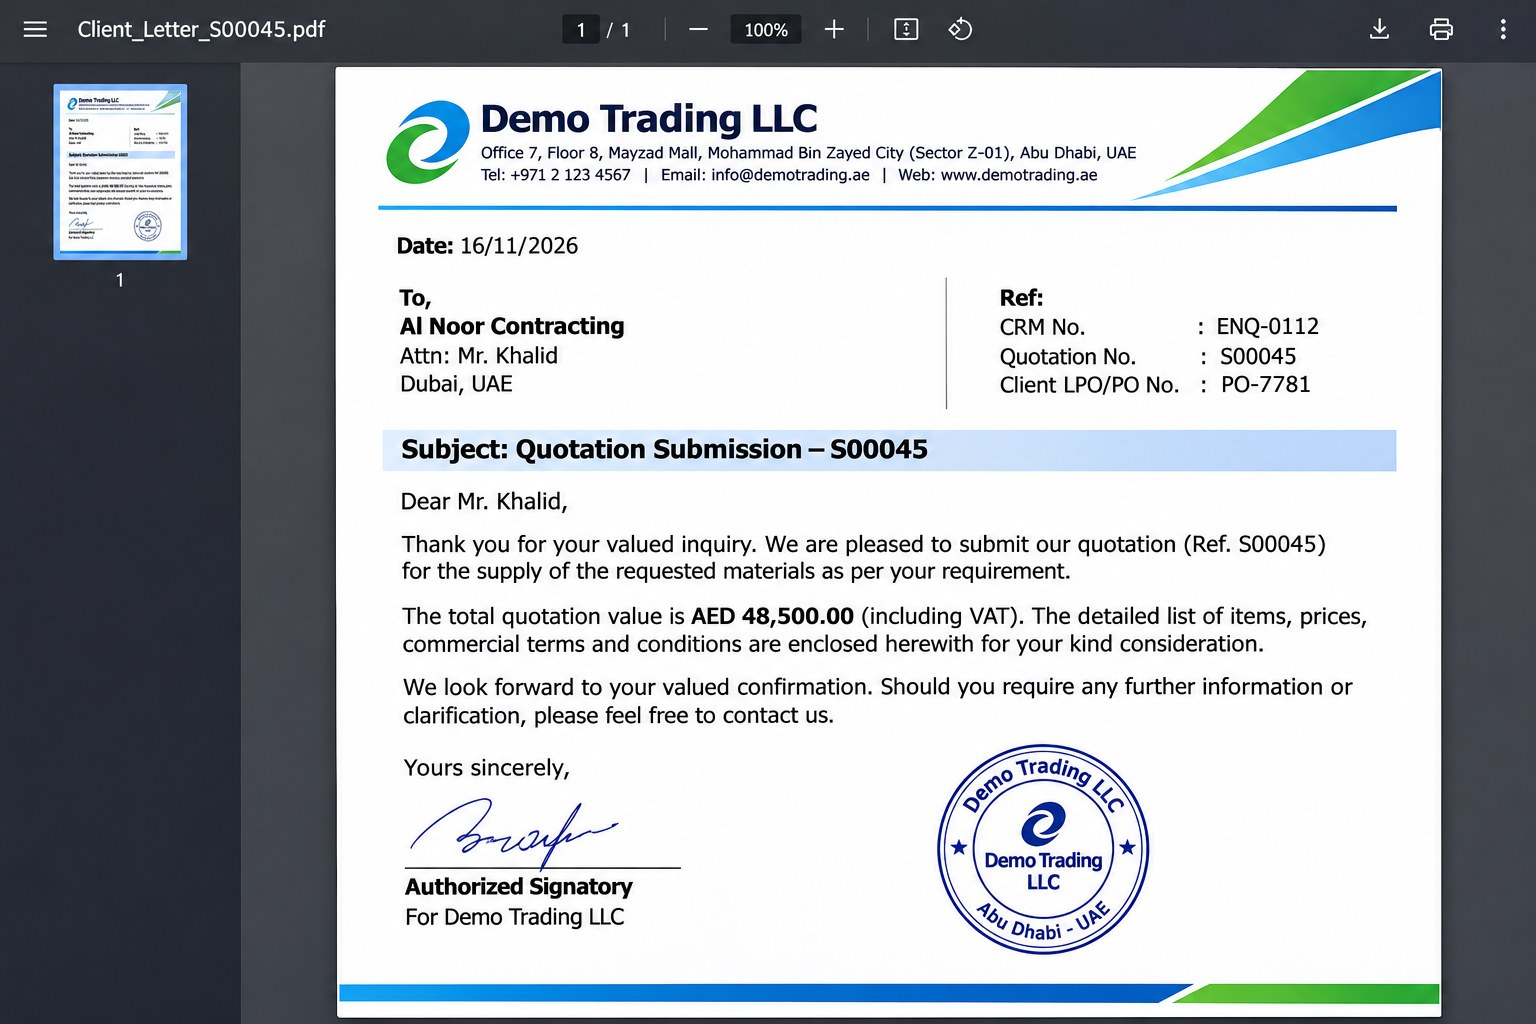 Client_Letter_S00045.pdf
1 / 1
100%
1
Demo Trading LLC
Office 7, Floor 8, Mayzad Mall, Mohammad Bin Zayed City (Sector Z-01), Abu Dhabi, UAE
Tel: +971 2 123 4567 | Email: info@demotrading.ae | Web: www.demotrading.ae
Date: 16/11/2026
To,
Al Noor Contracting
Attn: Mr. Khalid
Dubai, UAE
Ref:
CRM No. : ENQ-0112
Quotation No. : S00045
Client LPO/PO No. : PO-7781
Subject: Quotation Submission – S00045
Dear Mr. Khalid,
Thank you for your valued inquiry. We are pleased to submit our quotation (Ref. S00045)
for the supply of the requested materials as per your requirement.
The total quotation value is AED 48,500.00 (including VAT). The detailed list of items, prices,
commercial terms and conditions are enclosed herewith for your kind consideration.
We look forward to your valued confirmation. Should you require any further information or
clarification, please feel free to contact us.
Yours sincerely,
Authorized Signatory
For Demo Trading LLC
Demo Trading LLC
Demo Trading
LLC
Abu Dhabi - UAE